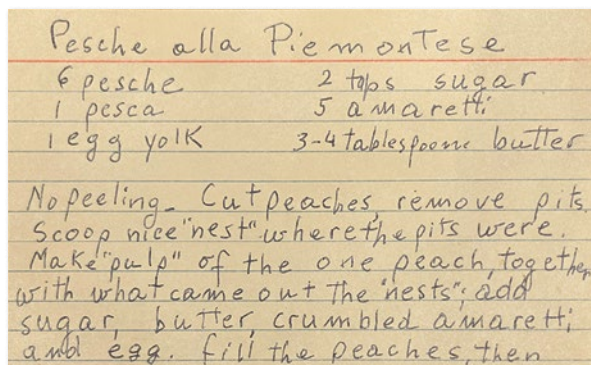 Pesche alla Piemontese
6 pesche 2 tbps sugar
1 pesca 5 amaretti
1 egg yolk 3-4 tablespoons butter
No peeling_ Cut peaches, remove pits.
Scoop nice "nest" where the pits were.
Make "pulp" of the one peach, together
with what came out the "nests"; add
sugar, butter, crumbled amaretti
and egg. fill the peaches, then